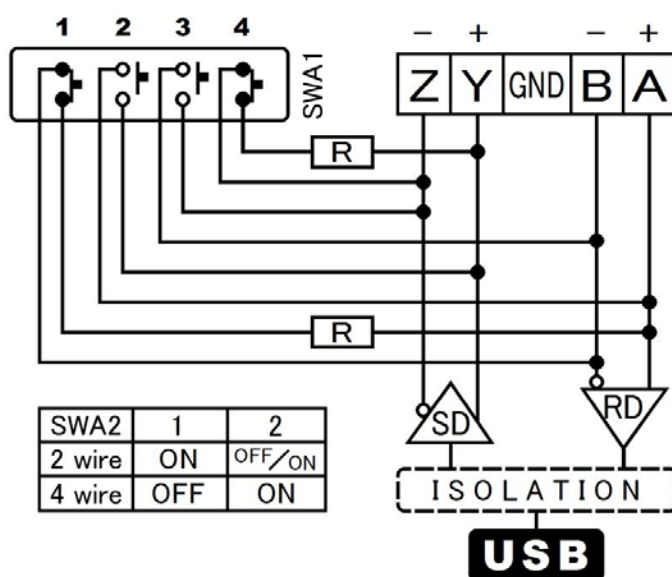 1 2 3 4
SWA1
− + − +
Z Y GND B A
R
R
SD
RD
SWA2 1 2
2 wire ON OFF/ON
4 wire OFF ON
ISOLATION
USB